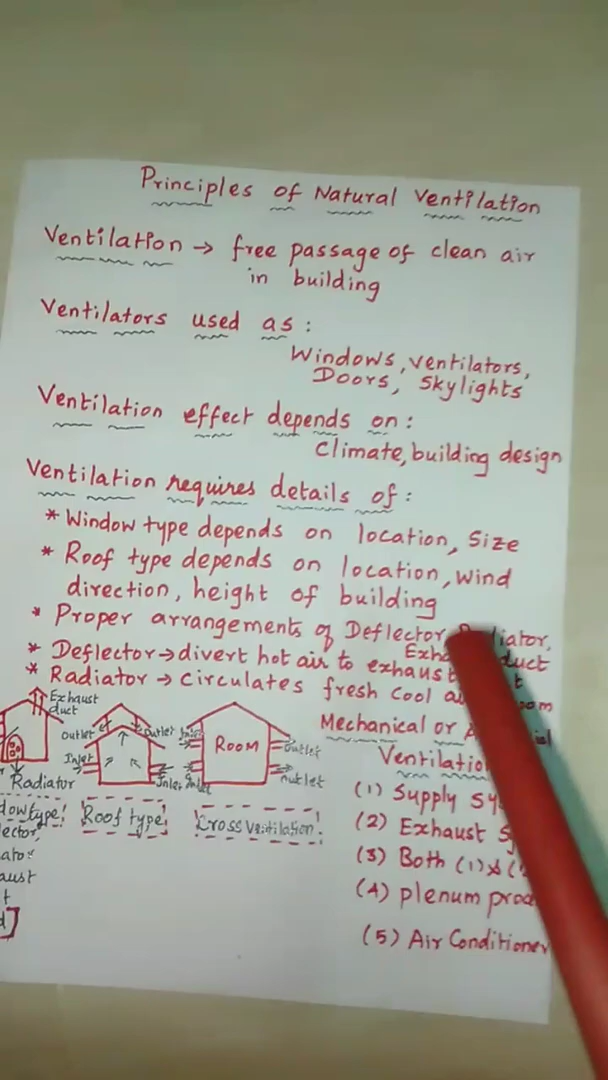 Principles of Natural Ventilation
Ventilation → free passage of clean air
in building
Ventilators used as :
Windows, ventilators,
Doors, Skylights
Ventilation effect depends on :
Climate, building design
Ventilation requires details of :
* Window type depends on location, Size
* Roof type depends on location, wind
direction, height of building
* Proper arrangements of Deflector,
* Deflector → divert hot air to exhaust
* Radiator → circulates fresh cool
Exhaust
duct
Outlet
Outlet
Inlet
Inlet
Radiator
ROOM
Inlet
Inlet
Outlet
Outlet
Roof type
Cross ventilation
Mechanical or
Ventilation
(1) Supply
(2) Exhaust
(3) Both (1) &
(4) Plenum
(5) Air Conditioner